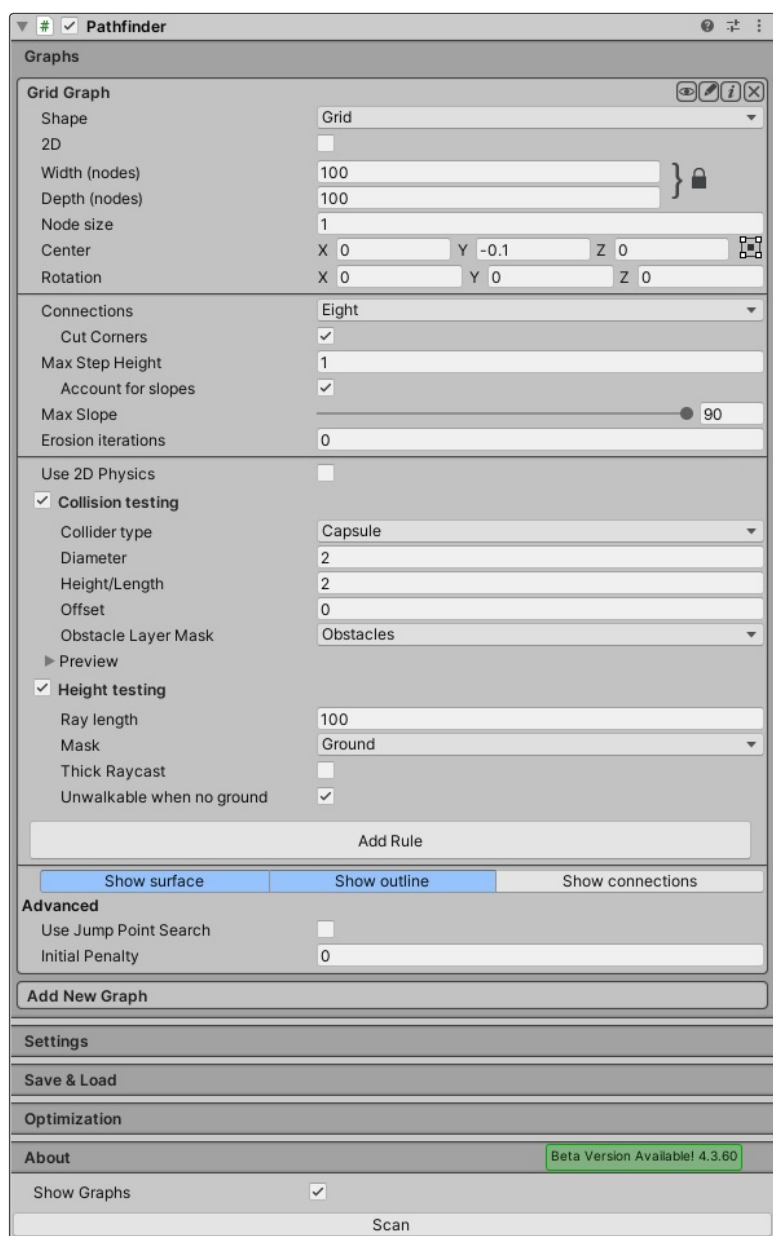 # Pathfinder
Graphs
Grid Graph
Shape Grid
2D
Width (nodes) 100
Depth (nodes) 100
Node size 1
Center X 0 Y -0.1 Z 0
Rotation X 0 Y 0 Z 0
Connections Eight
Cut Corners
Max Step Height 1
Account for slopes
Max Slope 90
Erosion iterations 0
Use 2D Physics
Collision testing
Collider type Capsule
Diameter 2
Height/Length 2
Offset 0
Obstacle Layer Mask Obstacles
Preview
Height testing
Ray length 100
Mask Ground
Thick Raycast
Unwalkable when no ground
Add Rule
Show surface Show outline Show connections
Advanced
Use Jump Point Search
Initial Penalty 0
Add New Graph
Settings
Save & Load
Optimization
About Beta Version Available! 4.3.60
Show Graphs
Scan